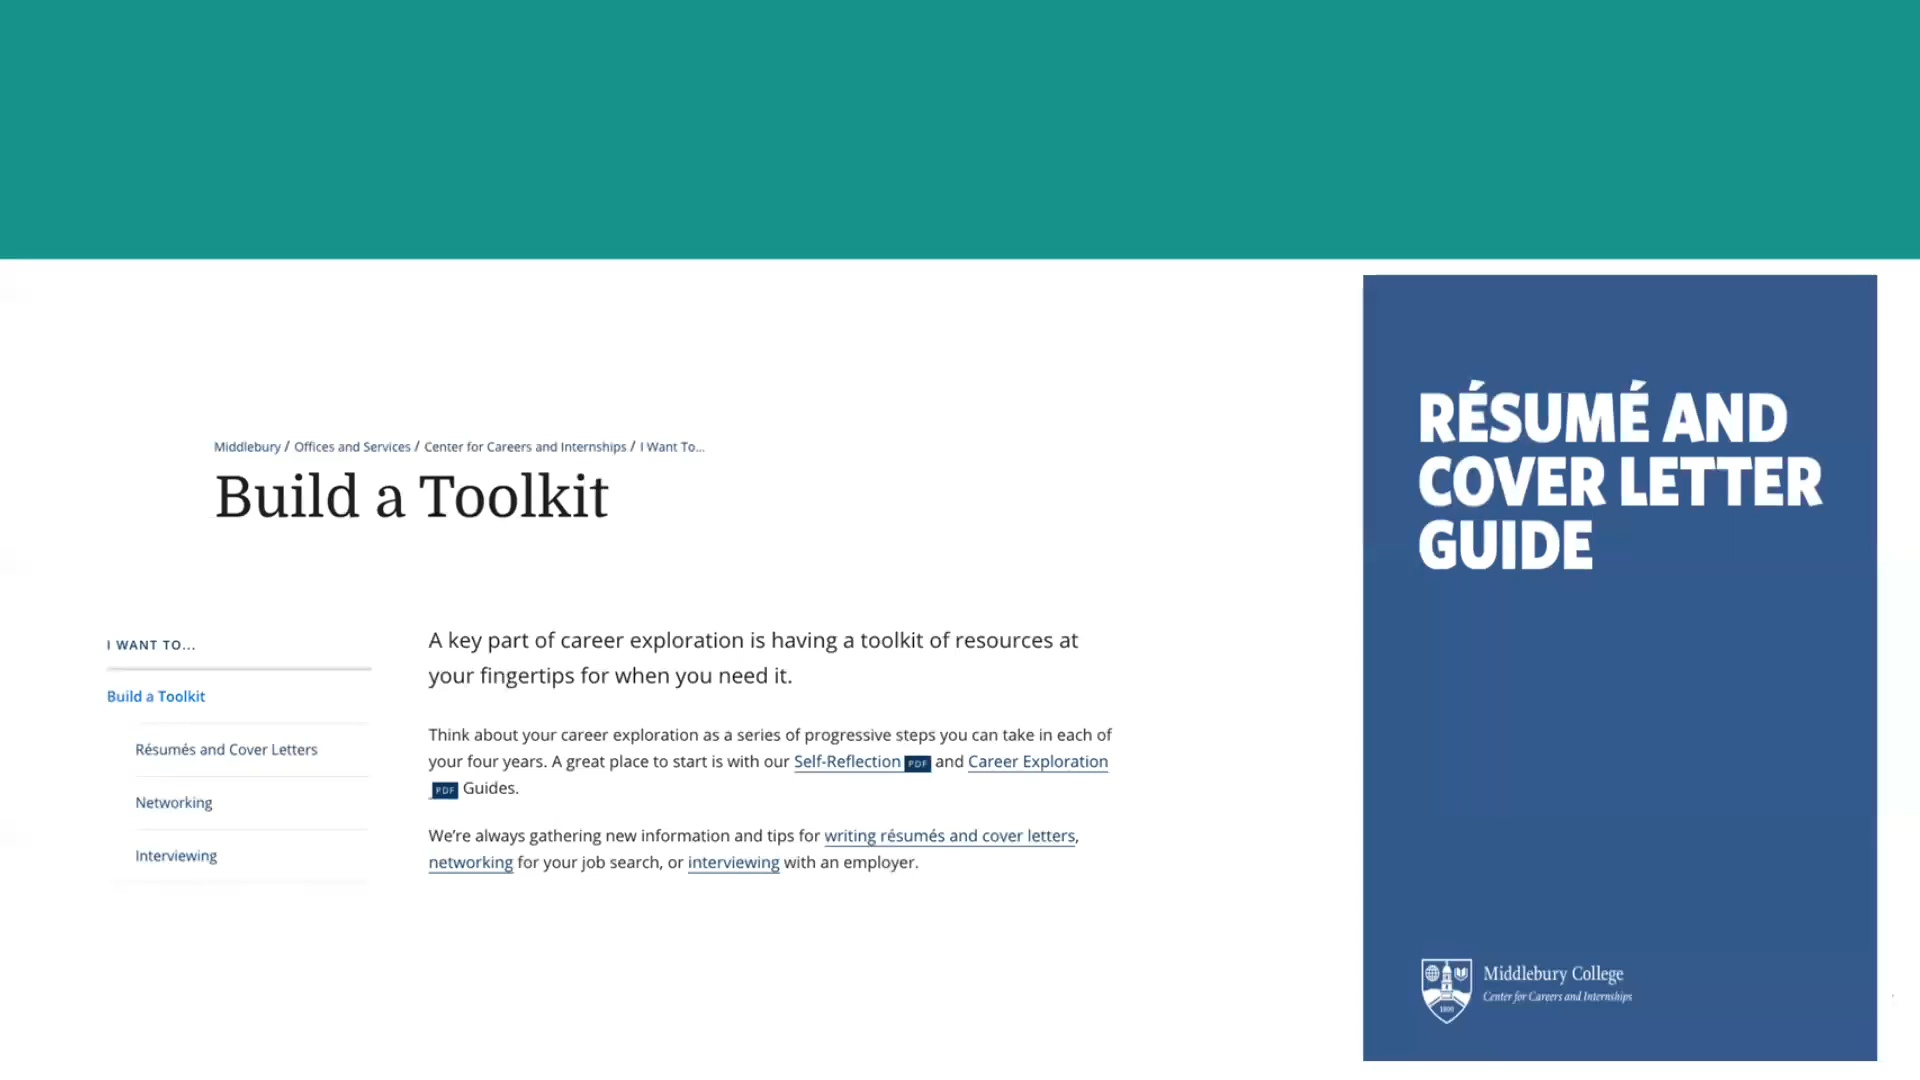 Middlebury / Offices and Services / Center for Careers and Internships / I Want To...
Build a Toolkit
I WANT TO...
Build a Toolkit
Résumés and Cover Letters
Networking
Interviewing
A key part of career exploration is having a toolkit of resources at
your fingertips for when you need it.
Think about your career exploration as a series of progressive steps you can take in each of
your four years. A great place to start is with our Self-Reflection PDF and Career Exploration
PDF Guides.
We’re always gathering new information and tips for writing résumés and cover letters,
networking for your job search, or interviewing with an employer.
RÉSUMÉ AND
COVER LETTER
GUIDE
Middlebury College
Center for Careers and Internships
1800